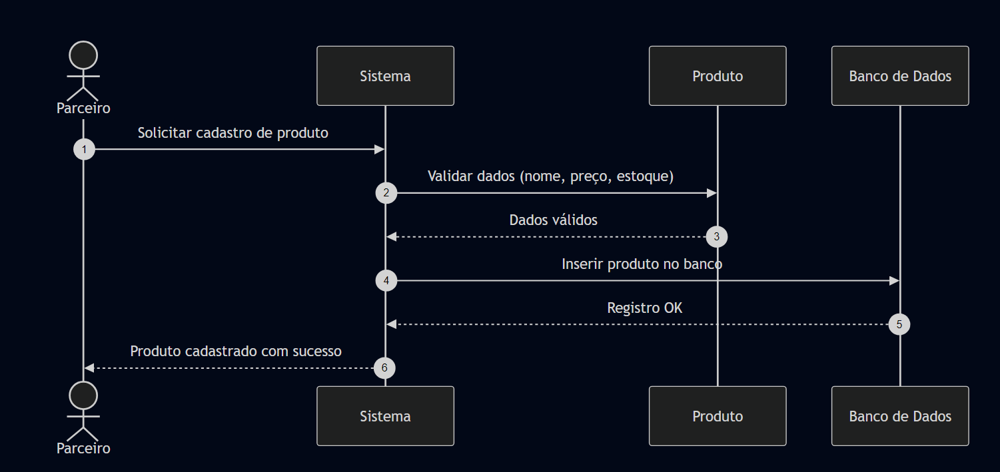 Parceiro
Sistema
Produto
Banco de Dados
Solicitar cadastro de produto
1
Validar dados (nome, preço, estoque)
2
Dados válidos
3
Inserir produto no banco
4
Registro OK
5
Produto cadastrado com sucesso
6
Parceiro
Sistema
Produto
Banco de Dados